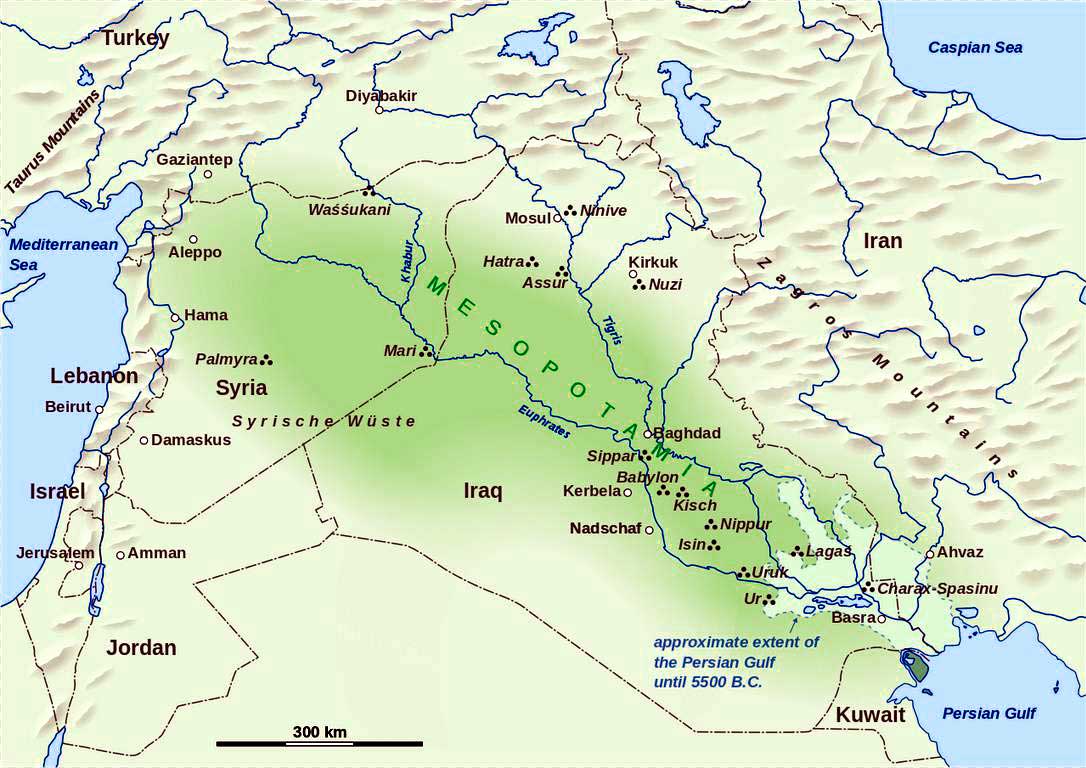 Turkey
Caspian Sea
Diyabakir
Taurus Mountains
Gaziantep
Waśśukani
Mosul
Ninive
Mediterranean
Sea
Aleppo
Khabur
Hatra
Assur
Kirkuk
Nuzi
Iran
Zagros Mountains
MESOPOTAMIA
Hama
Tigris
Palmyra
Mari
Lebanon
Syria
Beirut
Syrische Wüste
Euphrates
Damaskus
Baghdad
Sippar
Babylon
Israel
Iraq
Kerbela
Kisch
Nadschaf
Nippur
Isin
Lagas
Jerusalem
Amman
Ahvaz
Uruk
Charax-Spasinu
Ur
Basra
Jordan
approximate extent of
the Persian Gulf
until 5500 B.C.
Kuwait
Persian Gulf
300 km